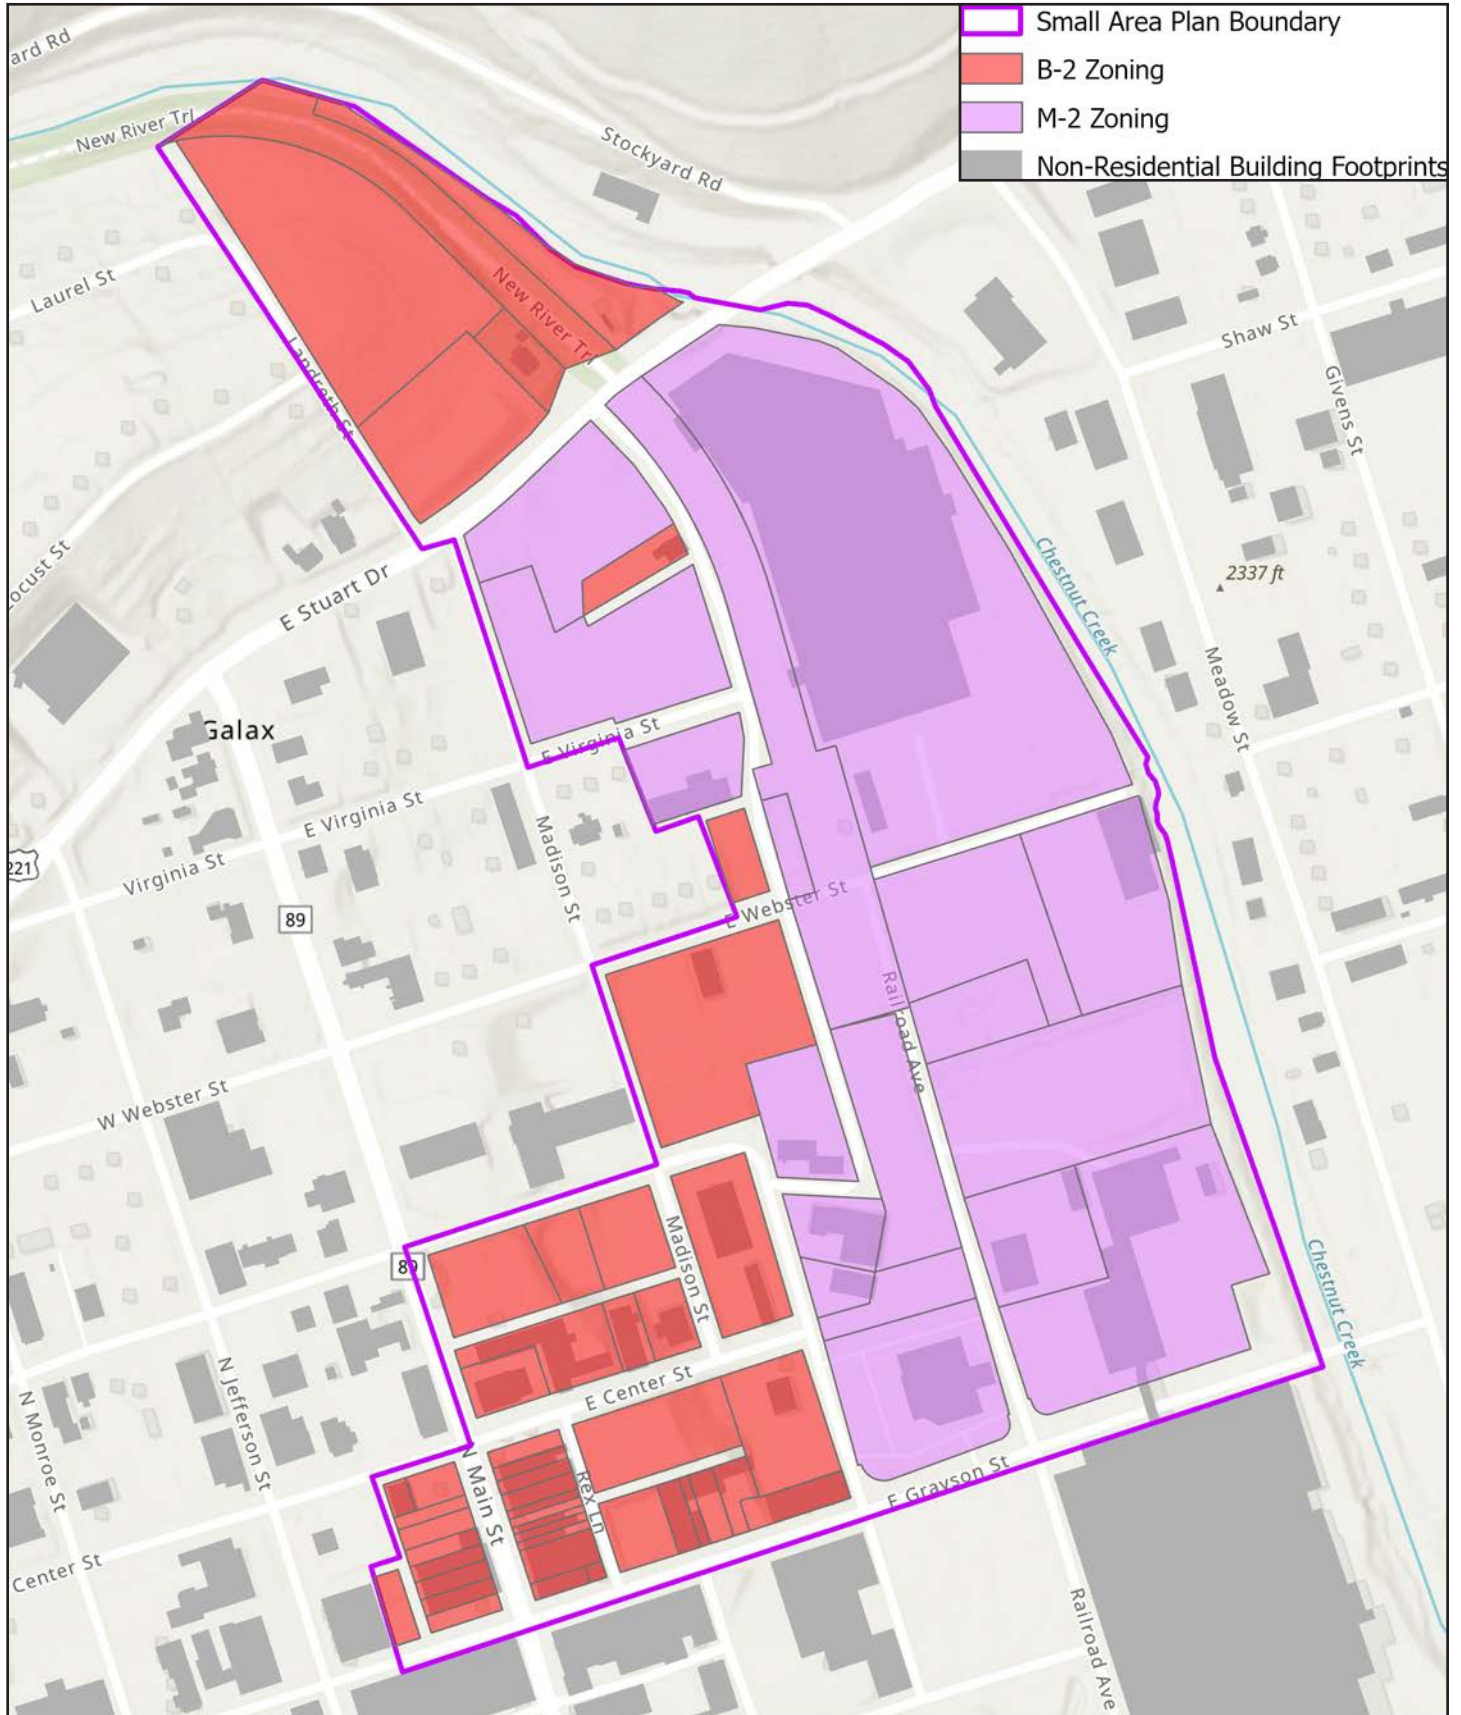 Small Area Plan Boundary
B-2 Zoning
M-2 Zoning
Non-Residential Building Footprints
ard Rd
New River Trl
Stockyard Rd
Laurel St
New River Trl
Shaw St
Landreth St
Givens St
ocust St
E Stuart Dr
Chestnut Creek
2337 ft
Meadow St
Galax
E Virginia St
E Virginia St
Madison St
221
Virginia St
89
E Webster St
Railroad Ave
W Webster St
Madison St
89
Chestnut Creek
N Jefferson St
N Monroe St
E Center St
N Main St
Rex Ln
E Grayson St
Center St
Railroad Ave